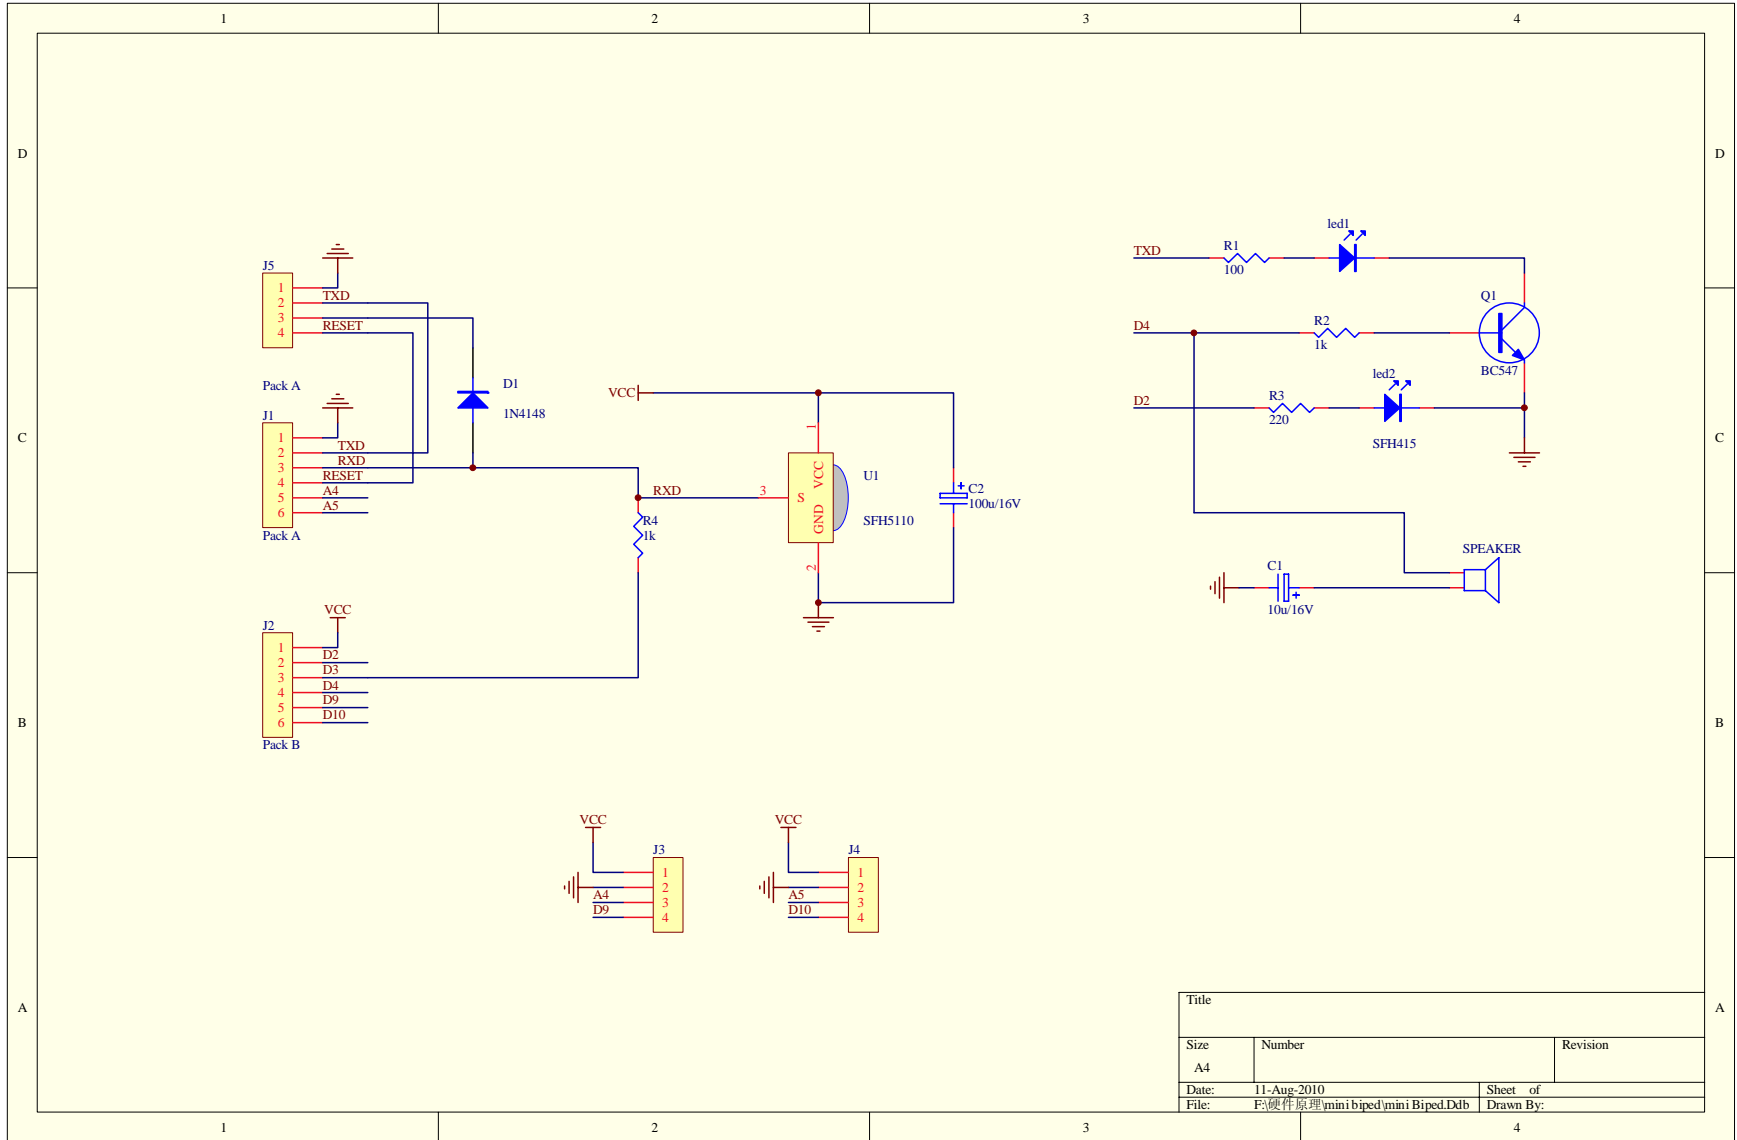 1 2 3 4
D D
led1
TXD R1
100
J5
1
2 TXD
3
4 RESET
Q1
D4 R2
1k
BC547
Pack A
D1
1N4148
VCC
led2
D2 R3
220
SFH415
J1
1
2 TXD
3 RXD
4 RESET
5 A4
6 A5
Pack A
C C
1
VCC
U1
RXD 3 S
GND
SFH5110
2
C2
100u/16V
R4
1k
SPEAKER
C1
10u/16V
VCC
J2
1
2 D2
3 D3
4 D4
5 D9
6 D10
Pack B
B B
VCC
J3
1
2
A4 3
D9 4
VCC
J4
1
2
A5 3
D10 4
A A
Title
Size Number Revision
A4
Date: 11-Aug-2010 Sheet of
File: F:\硬件原理\mini biped\mini Biped.Ddb Drawn By:
1 2 3 4